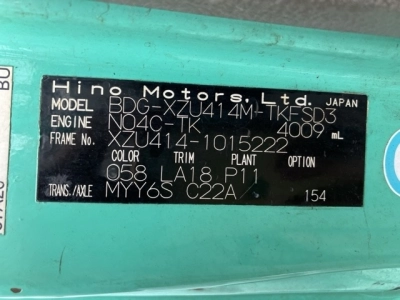 Hino Motors, Ltd. JAPAN
MODEL BDG-XZU414M-TKFSD3
ENGINE N04C-TK 4009 mL
FRAME No. XZU414-1015222
COLOR TRIM PLANT OPTION
058 LA18 P11
TRANS./AXLE MYY6S C22A 154